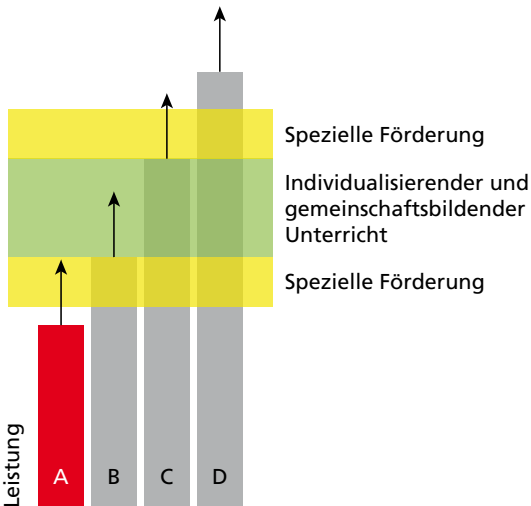 Spezielle Förderung
Individualisierender und
gemeinschaftsbildender
Unterricht
Spezielle Förderung
Leistung
A
B
C
D